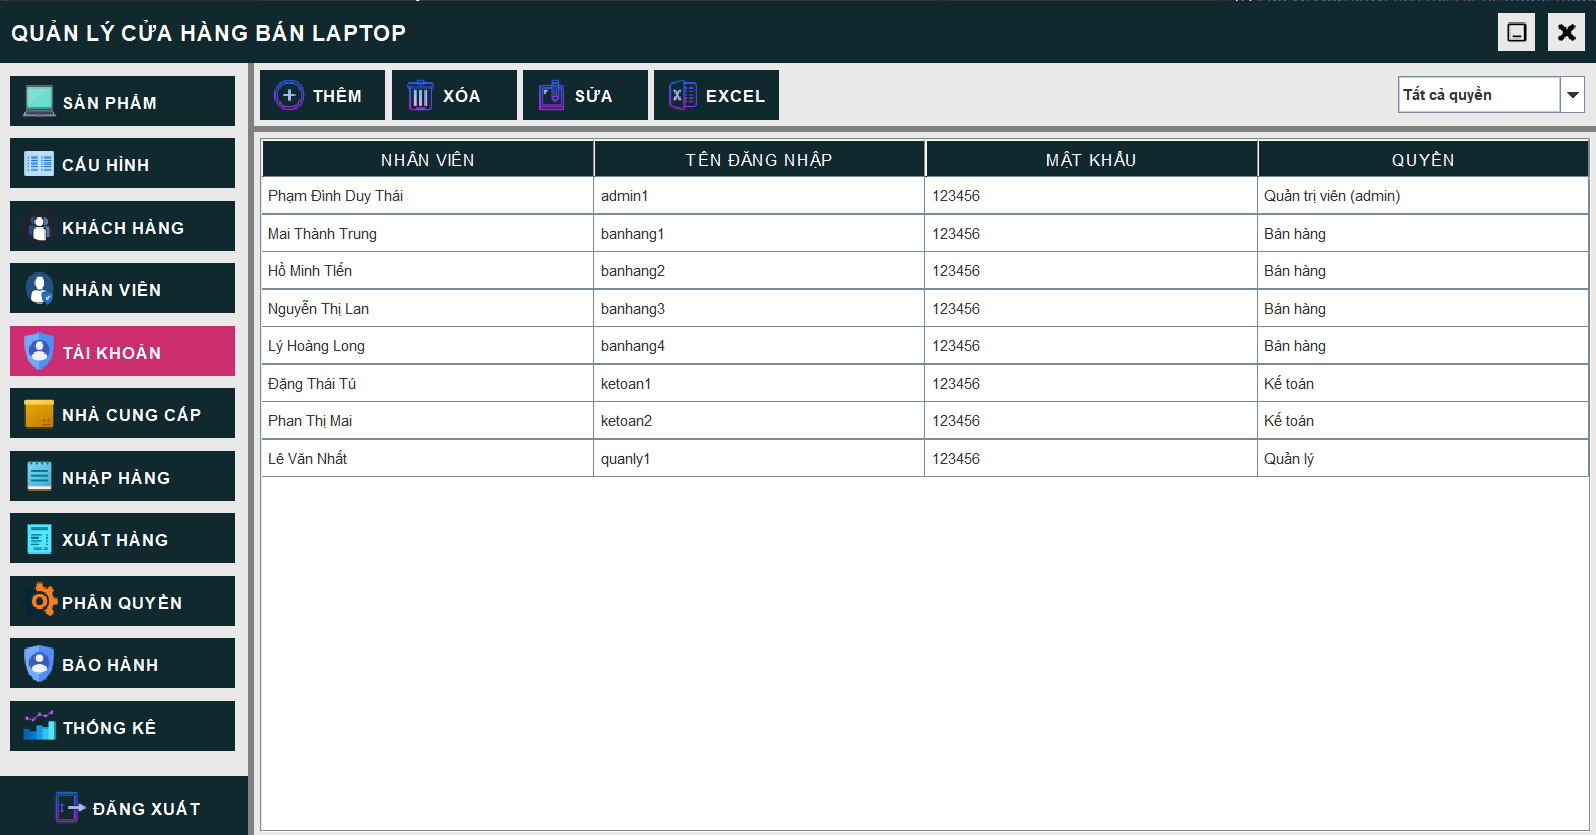 QUẢN LÝ CỬA HÀNG BÁN LAPTOP
SẢN PHẨM
CẤU HÌNH
KHÁCH HÀNG
NHÂN VIÊN
TÀI KHOẢN
NHÀ CUNG CẤP
NHẬP HÀNG
XUẤT HÀNG
PHÂN QUYỀN
BẢO HÀNH
THỐNG KÊ
ĐĂNG XUẤT
THÊM XÓA SỬA EXCEL Tất cả quyền
NHÂN VIÊN TÊN ĐĂNG NHẬP MẬT KHẨU QUYỀN
Phạm Đình Duy Thái admin1 123456 Quản trị viên (admin)
Mai Thành Trung banhang1 123456 Bán hàng
Hồ Minh TIến banhang2 123456 Bán hàng
Nguyễn Thị Lan banhang3 123456 Bán hàng
Lý Hoàng Long banhang4 123456 Bán hàng
Đặng Thái Tú ketoan1 123456 Kế toán
Phan Thị Mai ketoan2 123456 Kế toán
Lê Văn Nhất quanly1 123456 Quản lý